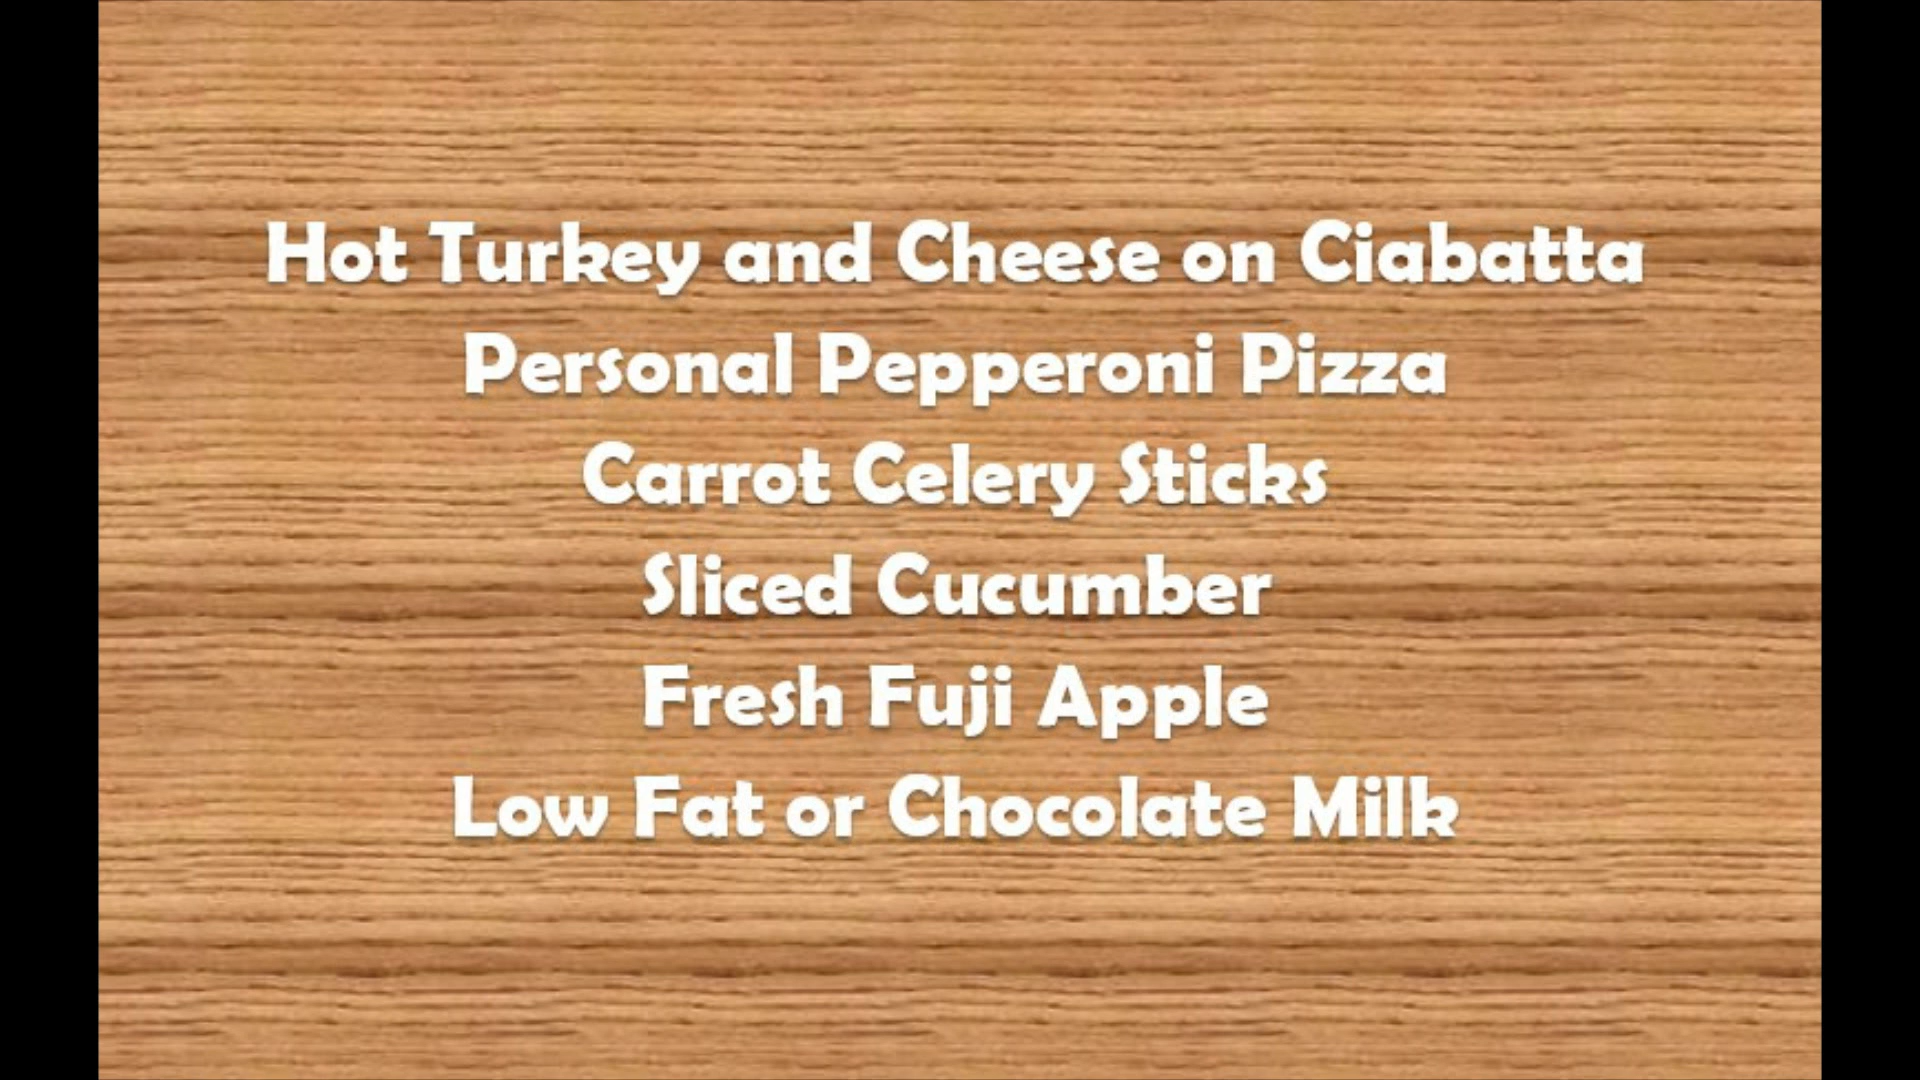 Hot Turkey and Cheese on Ciabatta
Personal Pepperoni Pizza
Carrot Celery Sticks
Sliced Cucumber
Fresh Fuji Apple
Low Fat or Chocolate Milk